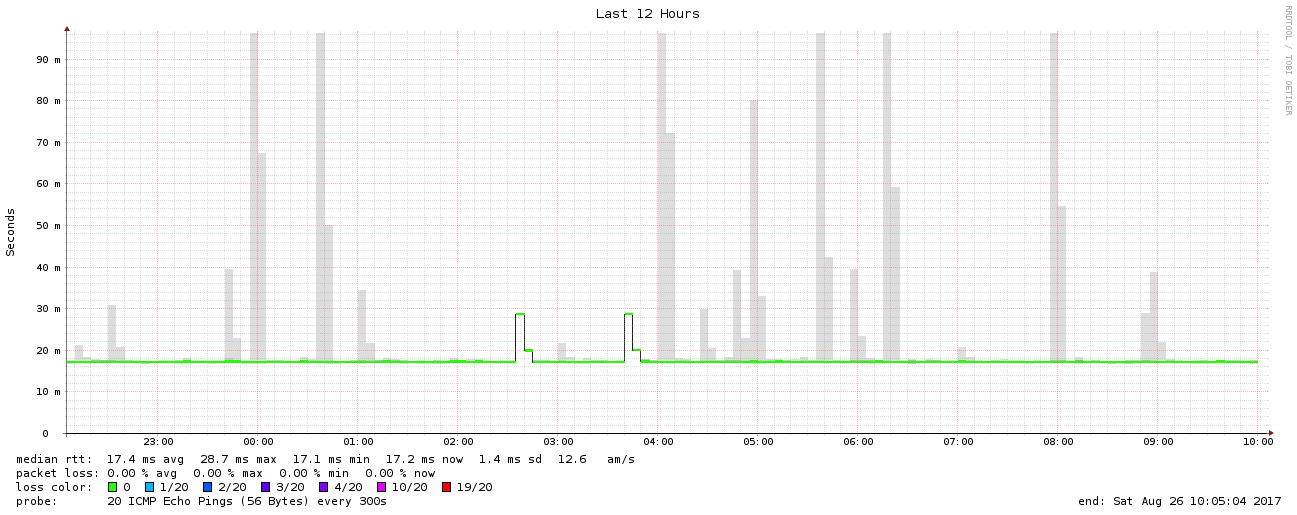 Last 12 Hours
RRDTOOL / TOBI OETIKER
Seconds
90 m
80 m
70 m
60 m
50 m
40 m
30 m
20 m
10 m
0
23:00 00:00 01:00 02:00 03:00 04:00 05:00 06:00 07:00 08:00 09:00 10:00
median rtt: 17.4 ms avg 28.7 ms max 17.1 ms min 17.2 ms now 1.4 ms sd 12.6 am/s
packet loss: 0.00 % avg 0.00 % max 0.00 % min 0.00 % now
loss color: 0 1/20 2/20 3/20 4/20 10/20 19/20
probe: 20 ICMP Echo Pings (56 Bytes) every 300s end: Sat Aug 26 10:05:04 2017